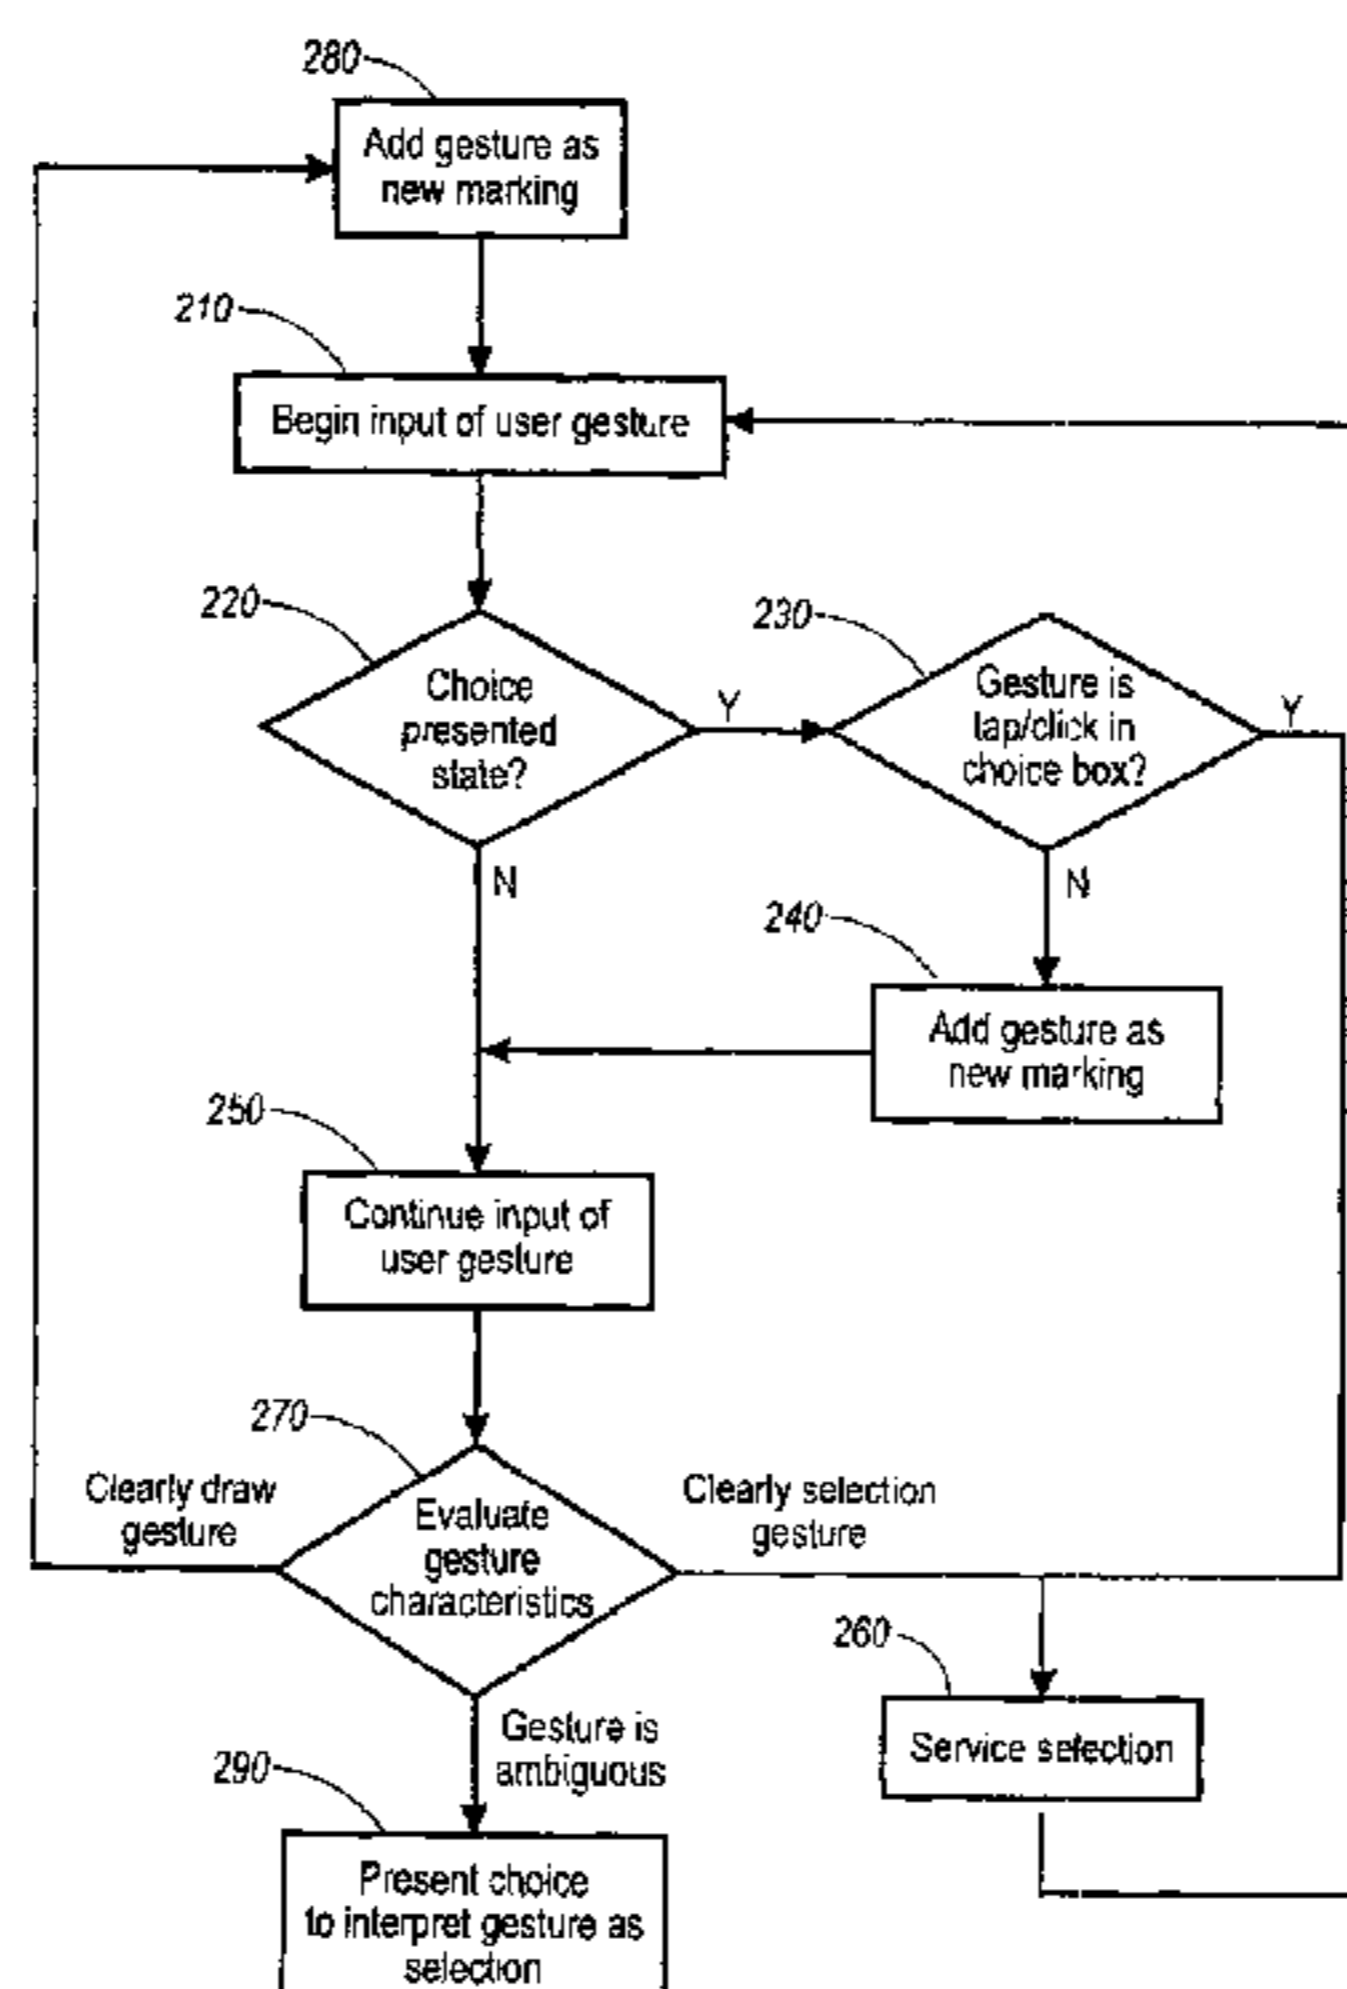 280
Add gesture as
new marking
210
Begin input of user gesture
220
Choice
presented
state?
Y
230
Gesture is
tap/click in
choice box?
Y
N
N
240
Add gesture as
new marking
250
Continue input of
user gesture
270
Clearly draw
gesture
Evaluate
gesture
characteristics
Clearly selection
gesture
260
Service selection
Gesture is
ambiguous
290
Present choice
to interpret gesture as
selection